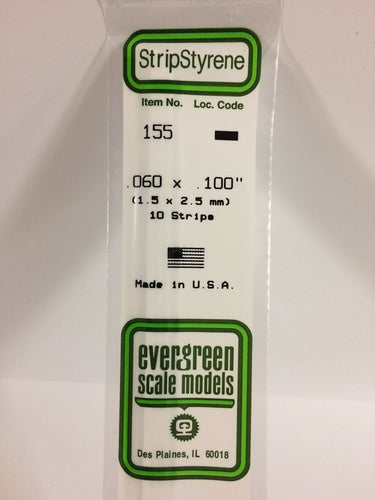 StripStyrene
Item No. Loc. Code
155
.060 x .100"
(1.5 x 2.5 mm)
10 Strips
Made in U.S.A.
evergreen
scale models
Des Plaines, IL 60018